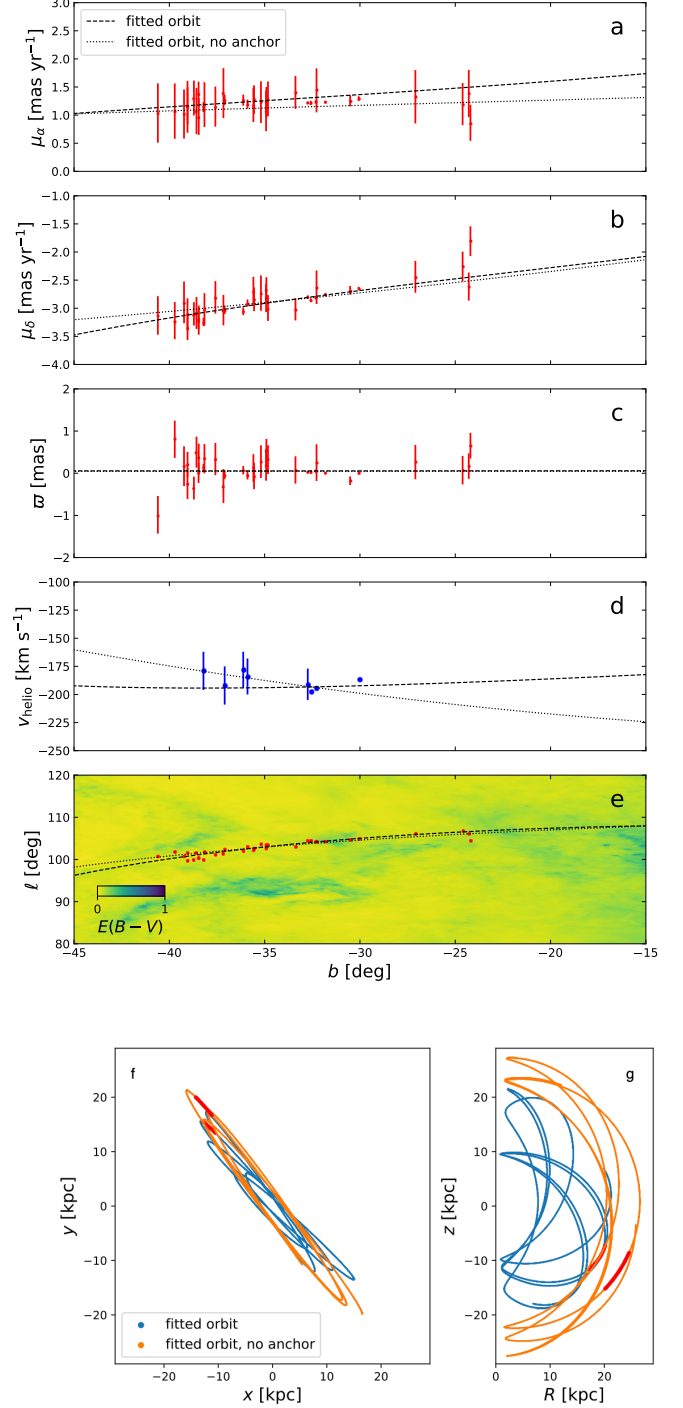 fitted orbit
fitted orbit, no anchor
a
μα [mas yr⁻¹]
3.0
2.5
2.0
1.5
1.0
0.5
0.0
b
μδ [mas yr⁻¹]
−1.0
−1.5
−2.0
−2.5
−3.0
−3.5
−4.0
c
ϖ [mas]
2
1
0
−1
−2
d
vhelio [km s⁻¹]
−100
−125
−150
−175
−200
−225
−250
e
ℓ [deg]
120
110
100
90
80
0 1
E(B − V)
−45 −40 −35 −30 −25 −20 −15
b [deg]
f
y [kpc]
20
10
0
−10
−20
fitted orbit
fitted orbit, no anchor
−20 −10 0 10 20
x [kpc]
g
z [kpc]
20
10
0
−10
−20
0 10 20
R [kpc]